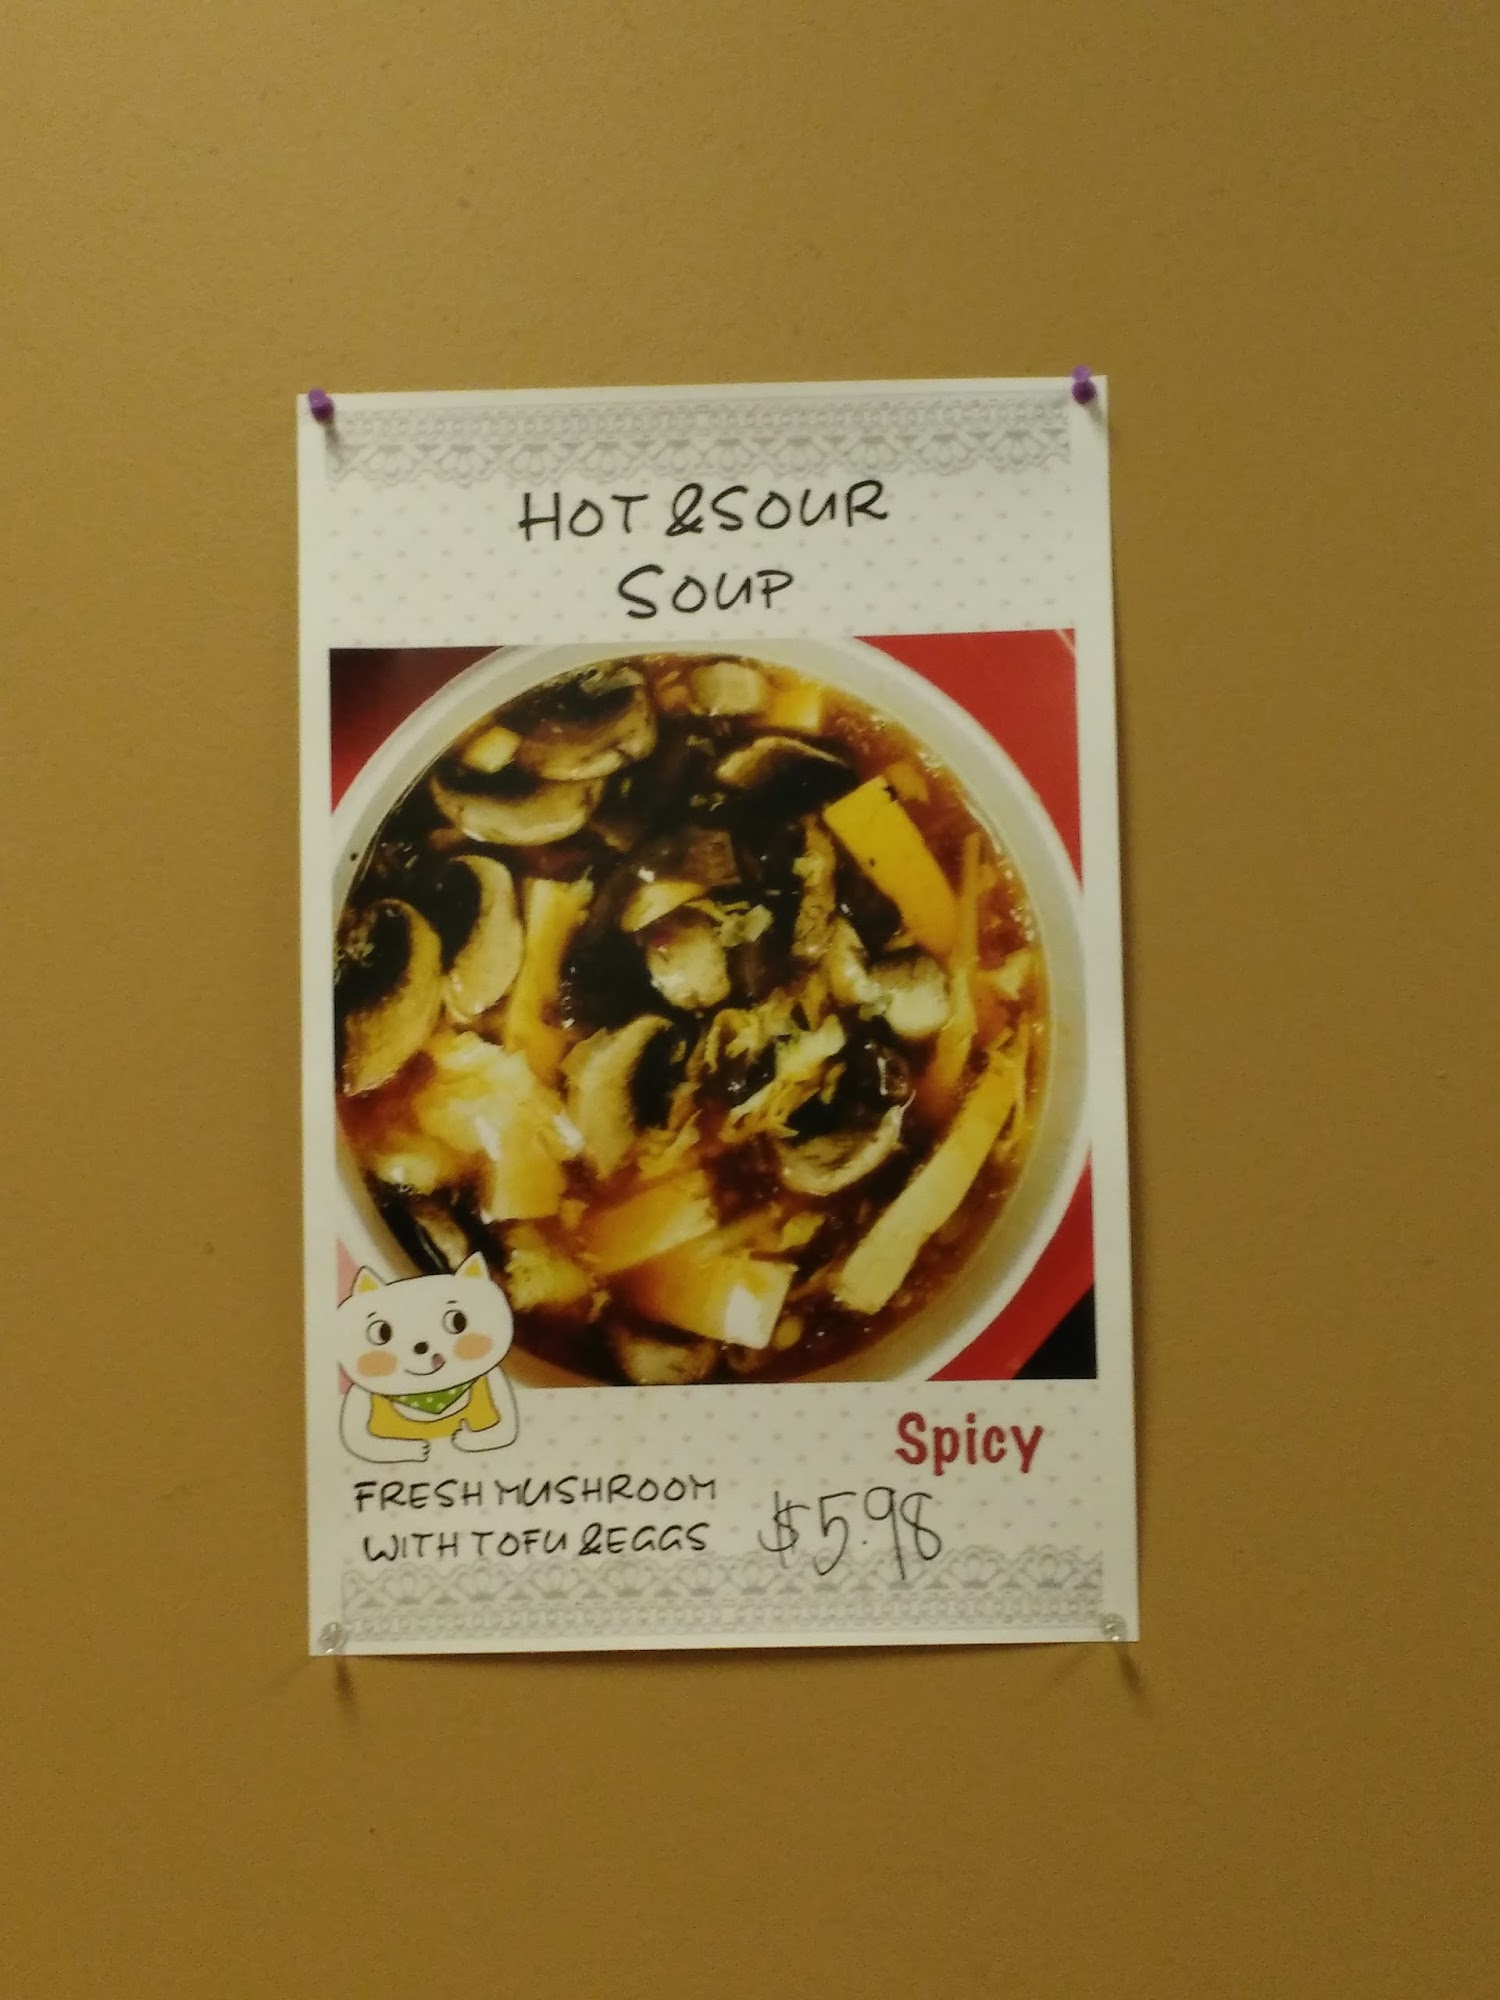 HOT & SOUR
SOUP
Spicy
FRESH MUSHROOM
WITH TOFU & EGGS
$5.98